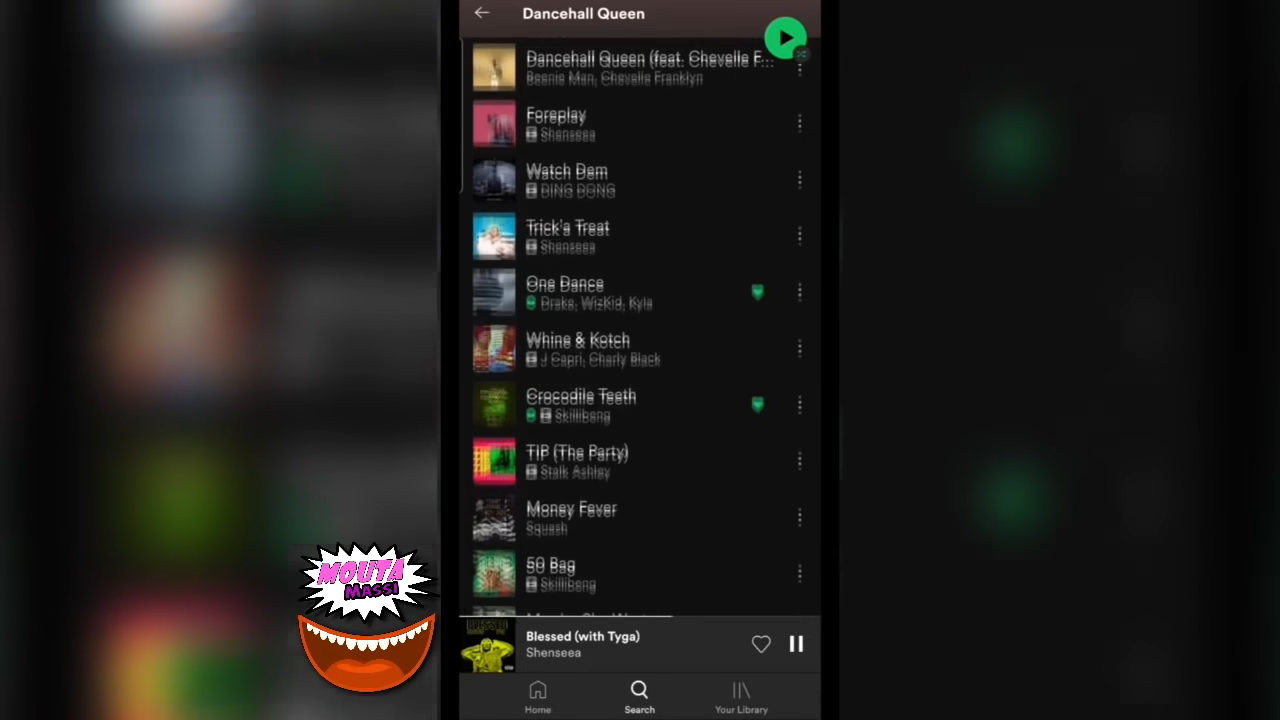 Dancehall Queen
Dancehall Queen (feat. Chevelle F...
Beenie Man, Chevelle Franklyn
Foreplay
Shenseea
Watch Dem
DING DONG
Trick'a Treat
Shenseea
One Dance
Drake, WizKid, Kyla
Whine & Kotch
J Capri, Charly Black
Crocodile Teeth
Skillibeng
TIP (The Party)
Stalk Ashley
Money Fever
Squash
50 Bag
Skillibeng
MOUTA
MASSI
BLESSED
Blessed (with Tyga)
Shenseea
Home
Search
Your Library